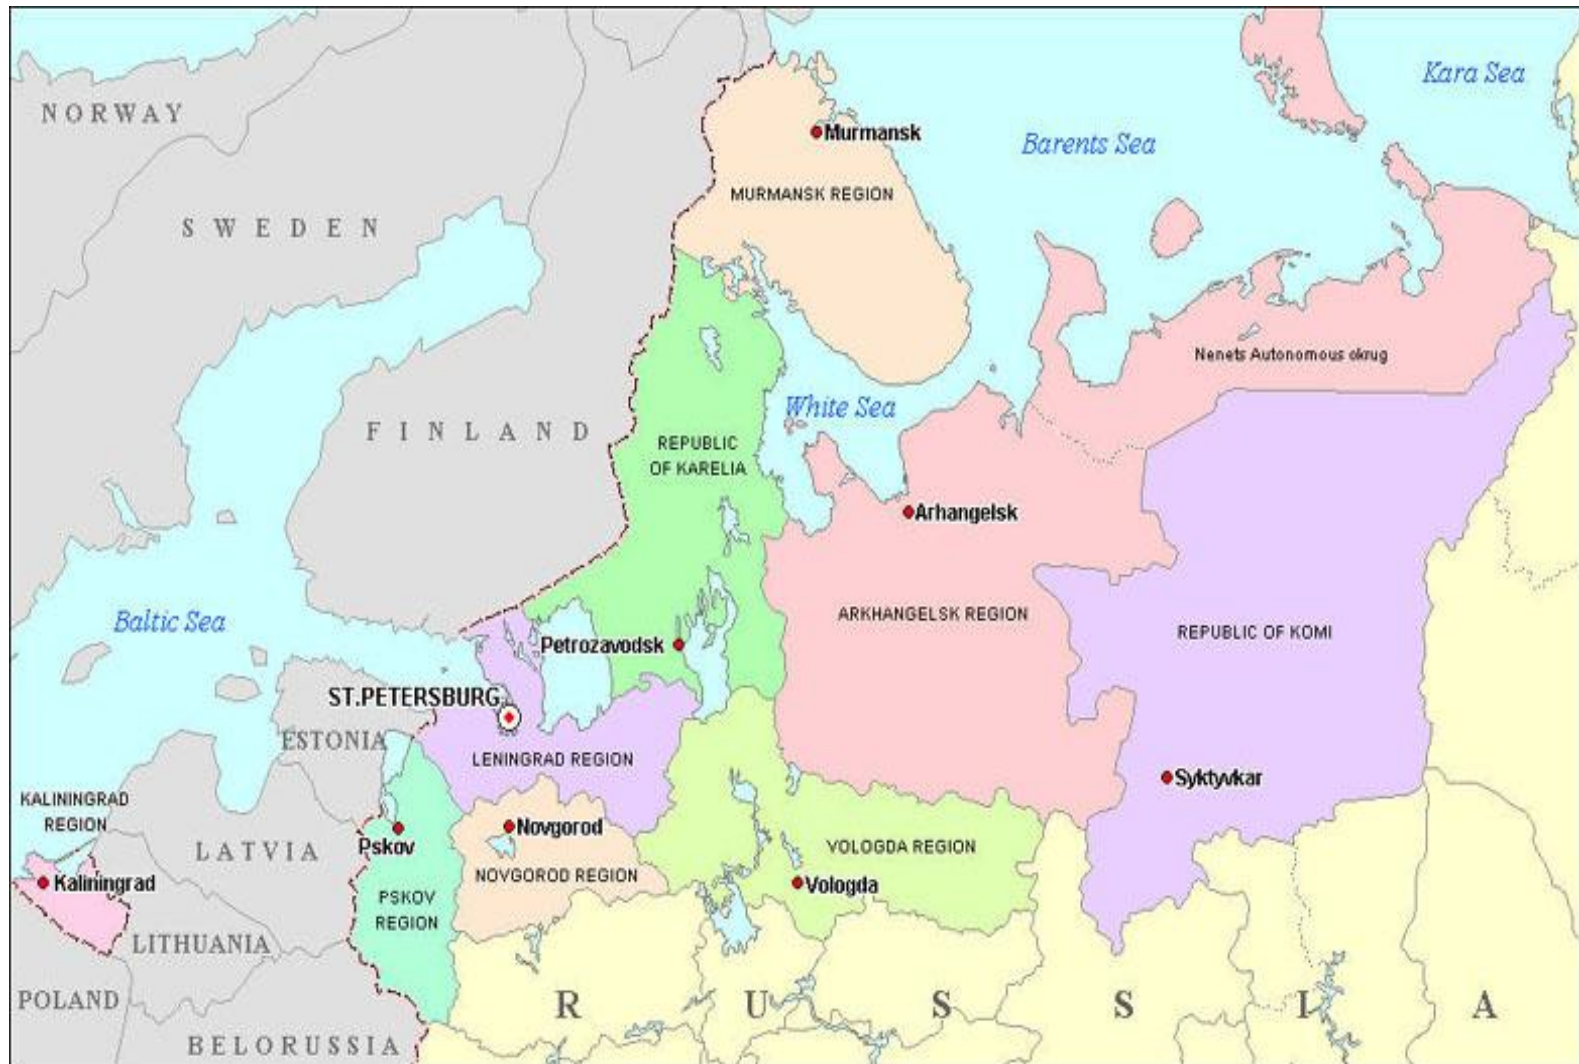 Kara Sea
NORWAY
Murmansk
Barents Sea
MURMANSK REGION
SWEDEN
Nenets Autonomous okrug
White Sea
FINLAND
REPUBLIC
OF KARELIA
Arhangelsk
ARKHANGELSK REGION
Baltic Sea
REPUBLIC OF KOMI
Petrozavodsk
ST.PETERSBURG
ESTONIA
LENINGRAD REGION
Syktyvkar
KALININGRAD
REGION
Novgorod
Pskov
LATVIA
VOLOGDA REGION
NOVGOROD REGION
Kaliningrad
Vologda
PSKOV
REGION
LITHUANIA
POLAND
RUSSIA
BELORUSSIA